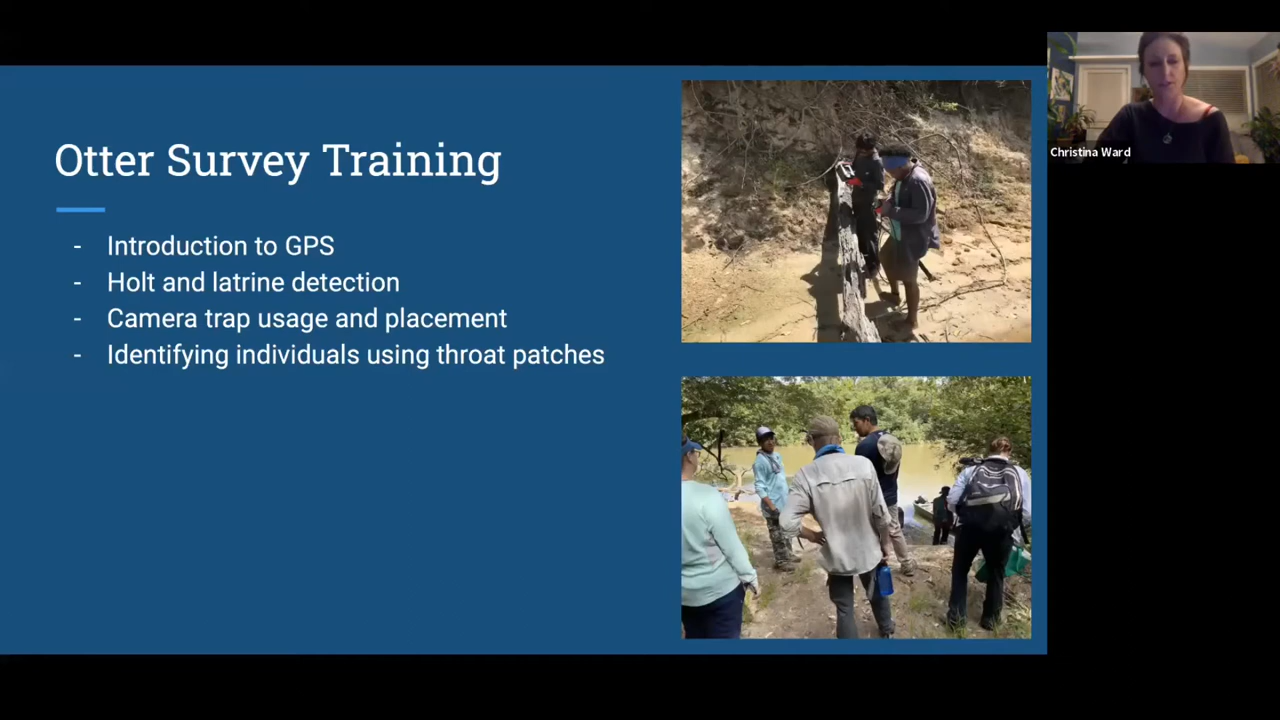 Otter Survey Training
- Introduction to GPS
- Holt and latrine detection
- Camera trap usage and placement
- Identifying individuals using throat patches
Christina Ward